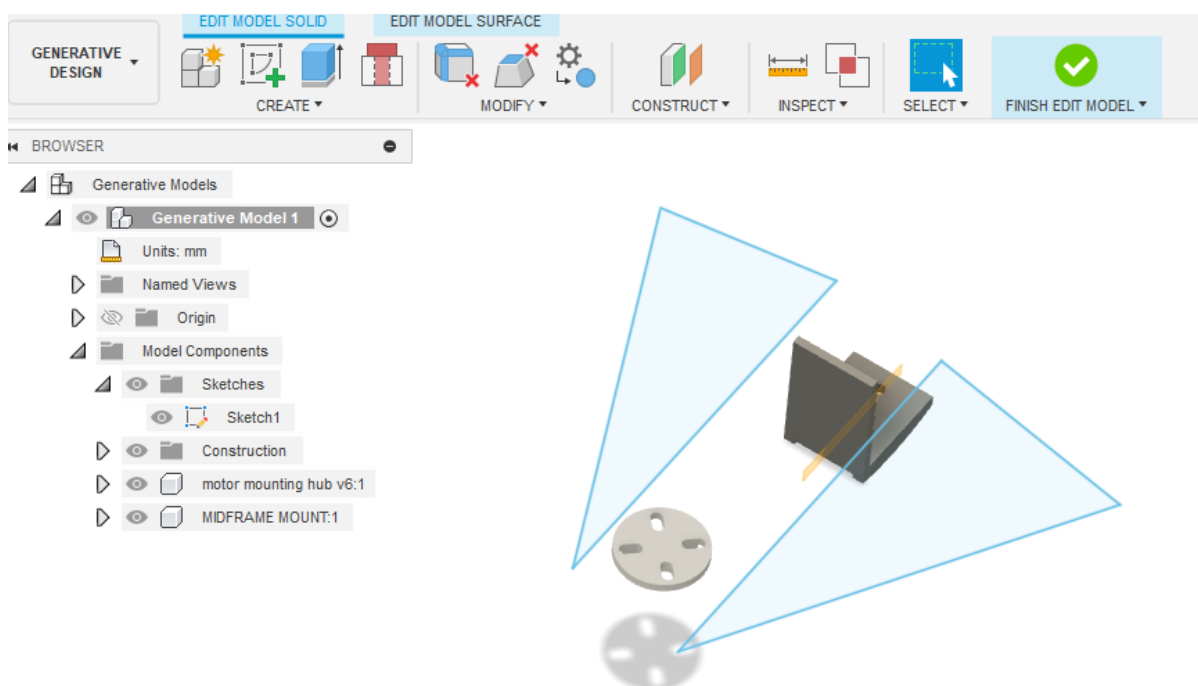 EDIT MODEL SOLID
EDIT MODEL SURFACE
GENERATIVE
DESIGN
CREATE
MODIFY
CONSTRUCT
INSPECT
SELECT
FINISH EDIT MODEL
BROWSER
Generative Models
Generative Model 1
Units: mm
Named Views
Origin
Model Components
Sketches
Sketch1
Construction
motor mounting hub v6:1
MIDFRAME MOUNT:1